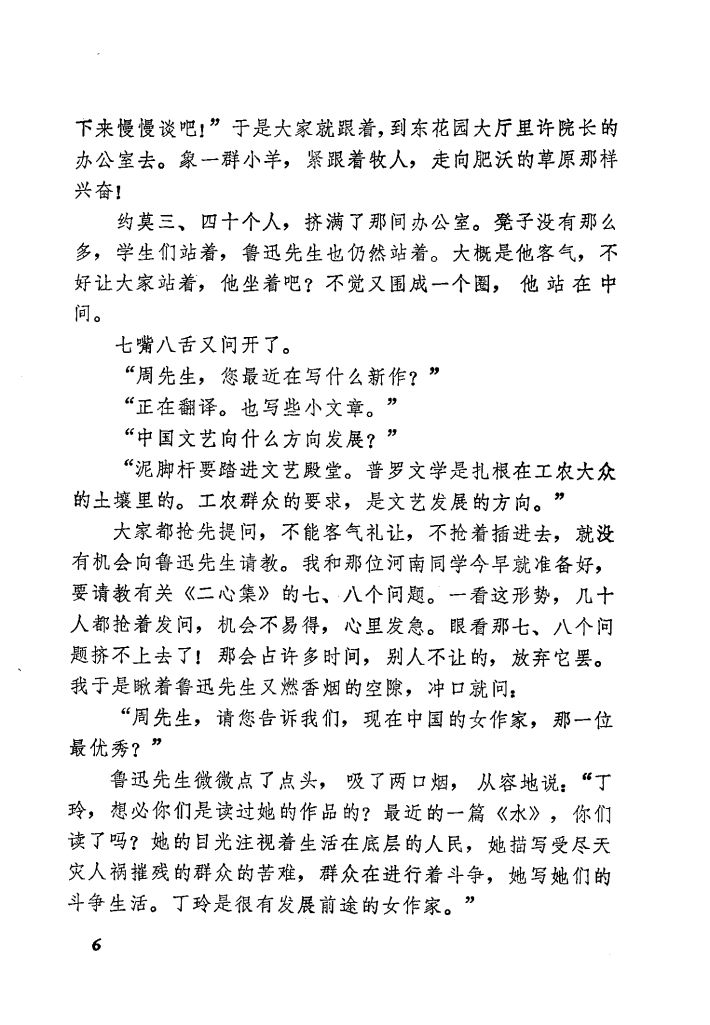 下来慢慢谈吧!”于是大家就跟着,到东花园大厅里许院长的
办公室去。象一群小羊，紧跟着牧人，走向肥沃的草原那样
兴奋!
约莫三、四十个人，挤满了那间办公室。凳子没有那么
多，学生们站着，鲁迅先生也仍然站着。大概是他客气，不
好让大家站着，他坐着吧？不觉又围成一个圈，他站在中
间。
七嘴八舌又问开了。
“周先生，您最近在写什么新作？”
“正在翻译。也写些小文章。”
“中国文艺向什么方向发展？”
“泥脚杆要踏进文艺殿堂。普罗文学是扎根在工农大众
的土壤里的。工农群众的要求，是文艺发展的方向。”
大家都抢先提问，不能客气礼让，不抢着插进去，就没
有机会向鲁迅先生请教。我和那位河南同学今早就准备好，
要请教有关《二心集》的七、八个问题。一看这形势，几十
人都抢着发问，机会不易得，心里发急。眼看那七、八个问
题挤不上去了! 那会占许多时间，别人不让的，放弃它罢。
我于是瞅着鲁迅先生又燃香烟的空隙，冲口就问:
“周先生，请您告诉我们，现在中国的女作家，那一位
最优秀？”
鲁迅先生微微点了点头，吸了两口烟，从容地说:“丁
玲，想必你们是读过她的作品的？最近的一篇《水》，你们
读了吗？她的目光注视着生活在底层的人民，她描写受尽天
灾人祸摧残的群众的苦难，群众在进行着斗争，她写她们的
斗争生活。丁玲是很有发展前途的女作家。”
6